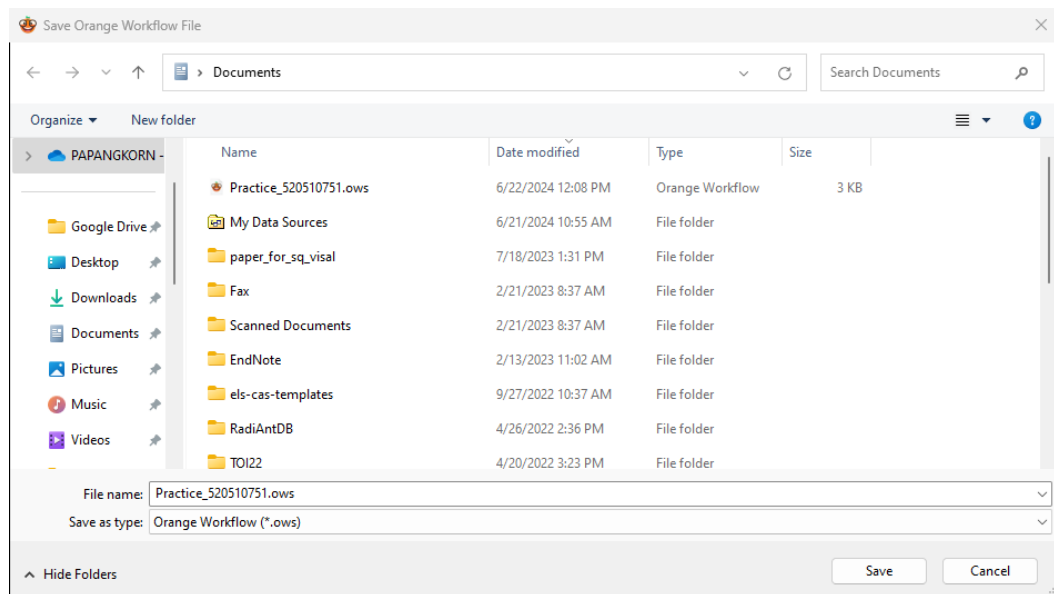 Save Orange Workflow File
Documents
Search Documents
Organize
New folder
PAPANGKORN -
Name Date modified Type Size
Practice_520510751.ows 6/22/2024 12:08 PM Orange Workflow 3 KB
My Data Sources 6/21/2024 10:55 AM File folder
paper_for_sq_visal 7/18/2023 1:31 PM File folder
Fax 2/21/2023 8:37 AM File folder
Scanned Documents 2/21/2023 8:37 AM File folder
EndNote 2/13/2023 11:02 AM File folder
els-cas-templates 9/27/2022 10:37 AM File folder
RadiAntDB 4/26/2022 2:36 PM File folder
TOI22 4/20/2022 3:23 PM File folder
Google Drive
Desktop
Downloads
Documents
Pictures
Music
Videos
File name: Practice_520510751.ows
Save as type: Orange Workflow (*.ows)
Hide Folders
Save
Cancel